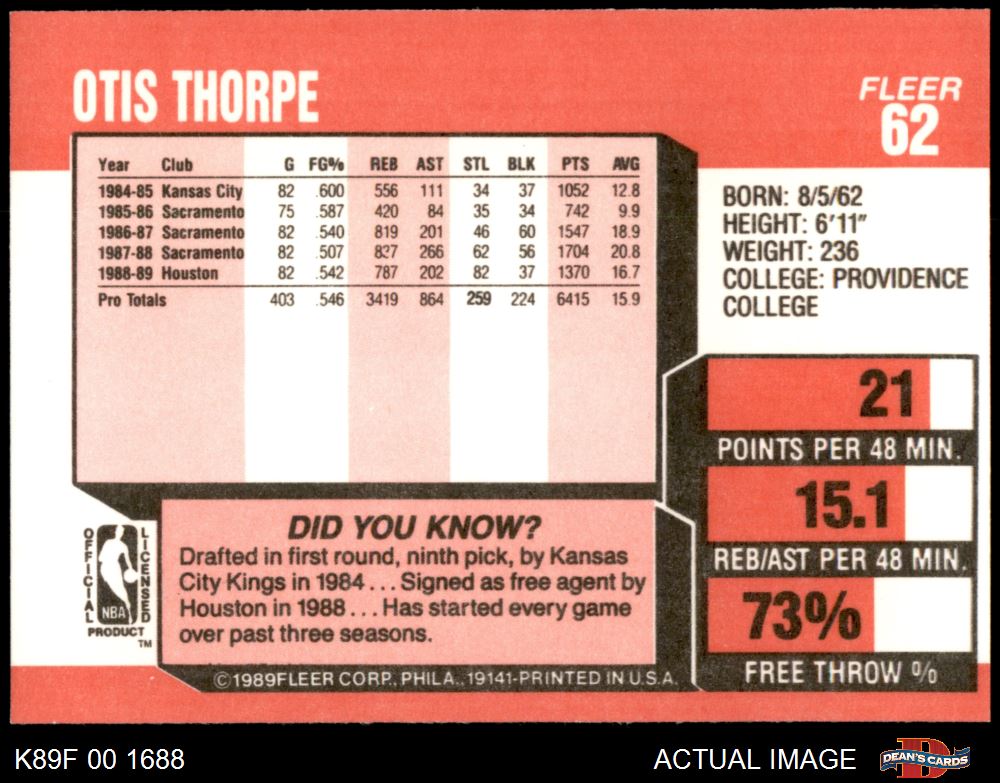 OTIS THORPE
FLEER
62
Year Club G FG% REB AST STL BLK PTS AVG
1984-85 Kansas City 82 .600 556 111 34 37 1052 12.8
1985-86 Sacramento 75 .587 420 84 35 34 742 9.9
1986-87 Sacramento 82 .540 819 201 46 60 1547 18.9
1987-88 Sacramento 82 .507 827 266 62 56 1704 20.8
1988-89 Houston 82 .542 787 202 82 37 1370 16.7
Pro Totals 403 .546 3419 864 259 224 6415 15.9
BORN: 8/5/62
HEIGHT: 6'11"
WEIGHT: 236
COLLEGE: PROVIDENCE
COLLEGE
21
POINTS PER 48 MIN.
15.1
REB/AST PER 48 MIN.
73%
FREE THROW %
DID YOU KNOW?
Drafted in first round, ninth pick, by Kansas
City Kings in 1984 . . . Signed as free agent by
Houston in 1988 . . . Has started every game
over past three seasons.
OFFICIAL
NBA
LICENSED
PRODUCT
TM
©1989FLEER CORP., PHILA., 19141-PRINTED IN U.S.A.
K89F 00 1688
ACTUAL IMAGE
D
DEAN'S CARDS